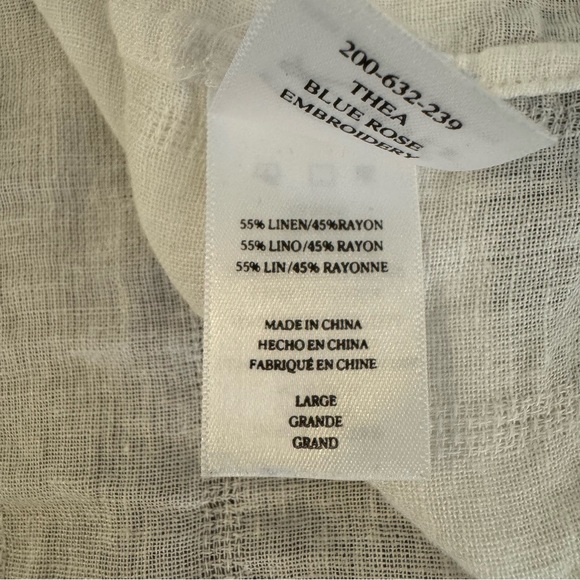 200-632-239
THEA
BLUE ROSE
EMBROIDERY
55% LINEN/45%RAYON
55% LINO/45% RAYON
55% LIN/45% RAYONNE
MADE IN CHINA
HECHO EN CHINA
FABRIQUÉ EN CHINE
LARGE
GRANDE
GRAND